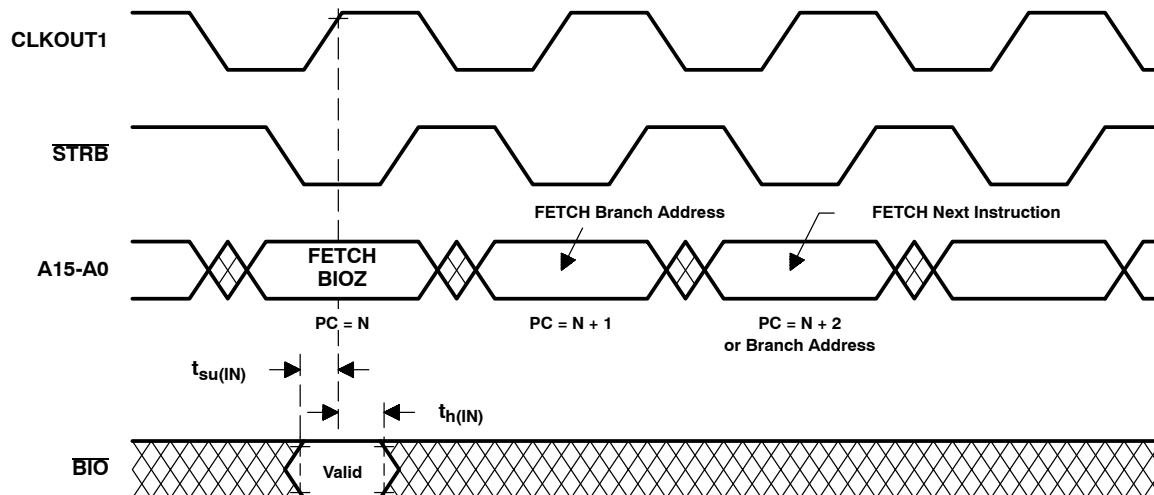 CLKOUT1
STRB
FETCH Branch Address
FETCH Next Instruction
A15-A0
FETCH
BIOZ
PC = N
PC = N + 1
PC = N + 2
or Branch Address
tsu(IN)
th(IN)
BIO
Valid